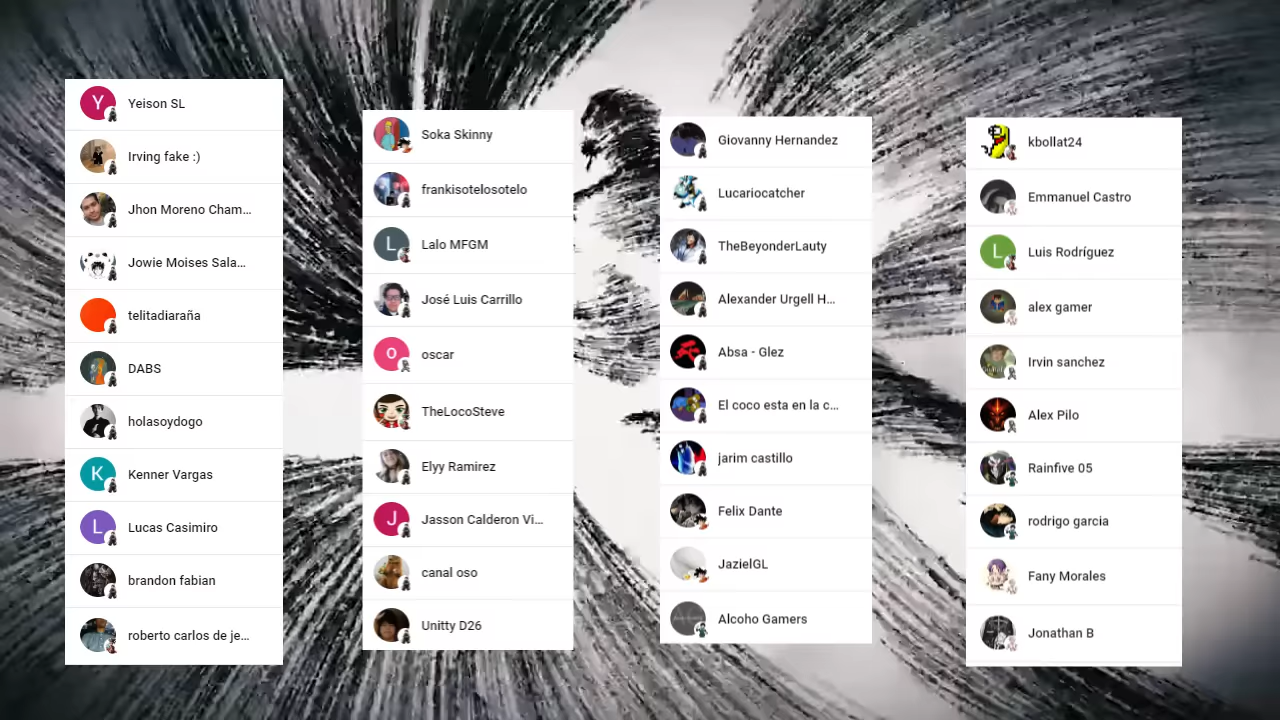 Y
Yeison SL
Irving fake :)
Jhon Moreno Cham...
Jowie Moises Sala...
telitadiaraña
DABS
holasoydogo
K
Kenner Vargas
L
Lucas Casimiro
brandon fabian
roberto carlos de je...
Soka Skinny
frankisotelosotelo
L
Lalo MFGM
José Luis Carrillo
o
oscar
TheLocoSteve
Elyy Ramirez
J
Jasson Calderon Vi...
canal oso
Unitty D26
Giovanny Hernandez
Lucariocatcher
TheBeyonderLauty
Alexander Urgell H...
Absa - Glez
El coco esta en la c...
jarim castillo
Felix Dante
JazielGL
Alcoho Gamers
kbollat24
Emmanuel Castro
L
Luis Rodríguez
alex gamer
Irvin sanchez
Alex Pilo
Rainfive 05
rodrigo garcia
Fany Morales
Jonathan B